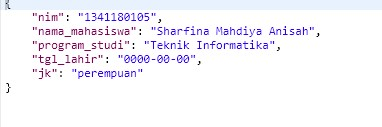 {
"nim": "1341180105",
"nama_mahasiswa": "Sharfina Mahdiya Anisah",
"program_studi": "Teknik Informatika",
"tgl_lahir": "0000-00-00",
"jk": "perempuan"
}